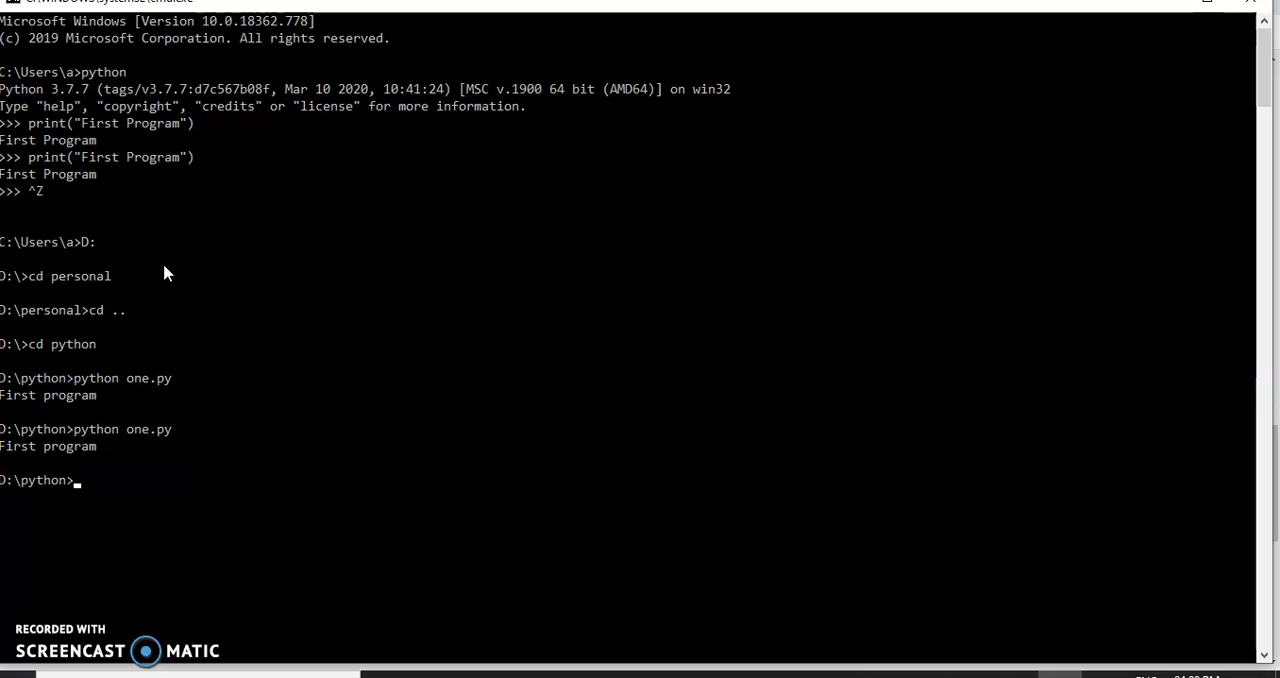 Microsoft Windows [Version 10.0.18362.778]
(c) 2019 Microsoft Corporation. All rights reserved.
C:\Users\a>python
Python 3.7.7 (tags/v3.7.7:d7c567b08f, Mar 10 2020, 10:41:24) [MSC v.1900 64 bit (AMD64)] on win32
Type "help", "copyright", "credits" or "license" for more information.
>>> print("First Program")
First Program
>>> print("First Program")
First Program
>>> ^Z
C:\Users\a>D:
D:\>cd personal
D:\personal>cd ..
D:\>cd python
D:\python>python one.py
First program
D:\python>python one.py
First program
D:\python>
RECORDED WITH
SCREENCAST MATIC